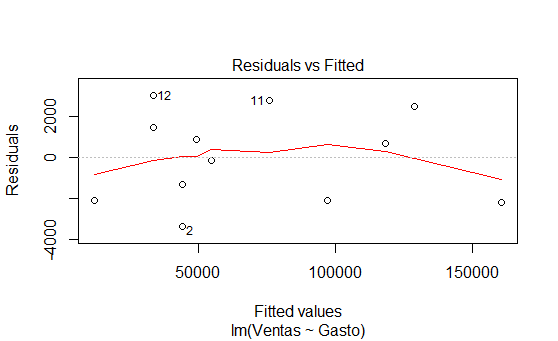 Residuals vs Fitted
Residuals
2000
0
-4000
12
11
2
50000
100000
150000
Fitted values
lm(Ventas ~ Gasto)